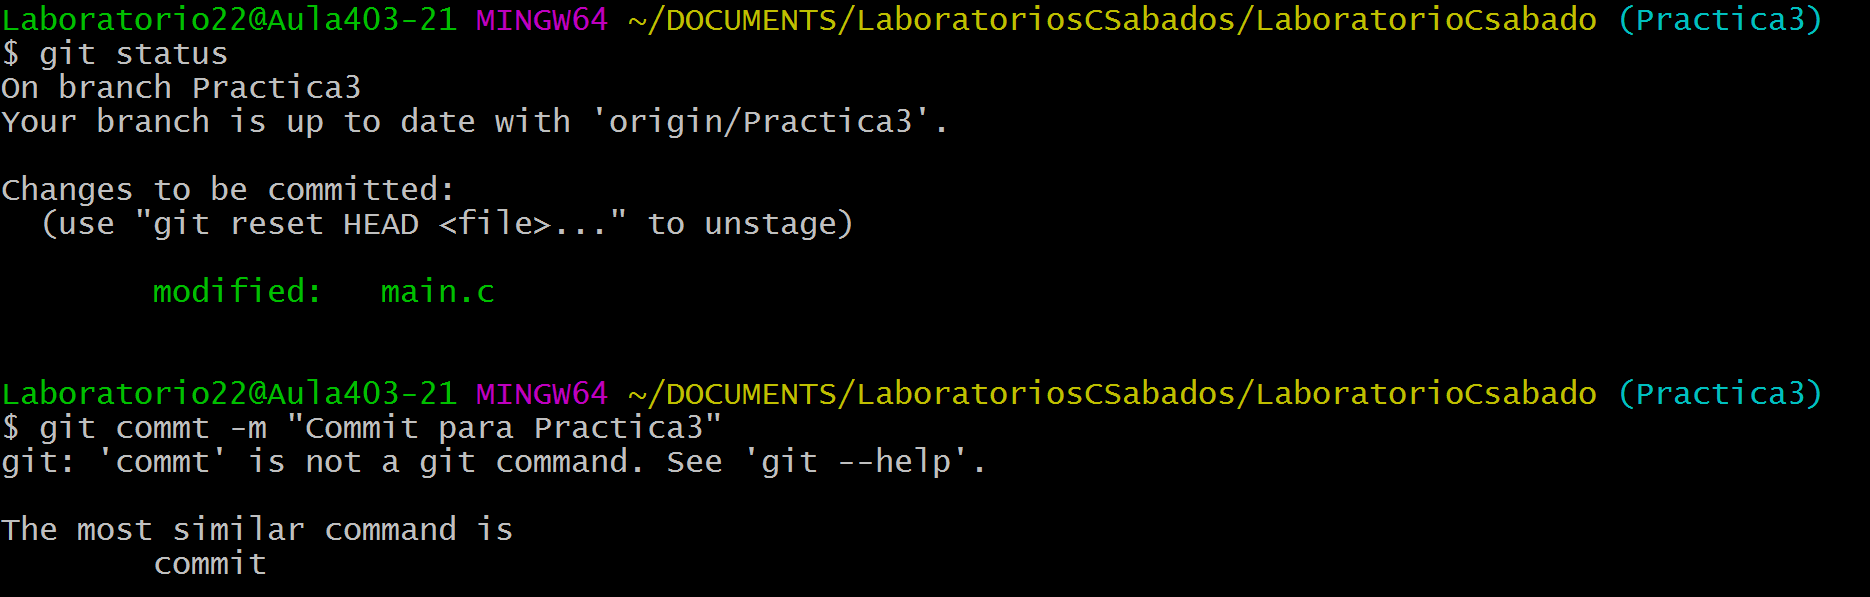 Laboratorio22@Aula403-21 MINGW64 ~/DOCUMENTS/LaboratoriosCSabados/LaboratorioCsabado (Practica3)
$ git status
On branch Practica3
Your branch is up to date with 'origin/Practica3'.
Changes to be committed:
(use "git reset HEAD <file>..." to unstage)
modified: main.c
Laboratorio22@Aula403-21 MINGW64 ~/DOCUMENTS/LaboratoriosCSabados/LaboratorioCsabado (Practica3)
$ git commt -m "Commit para Practica3"
git: 'commt' is not a git command. See 'git --help'.
The most similar command is
commit